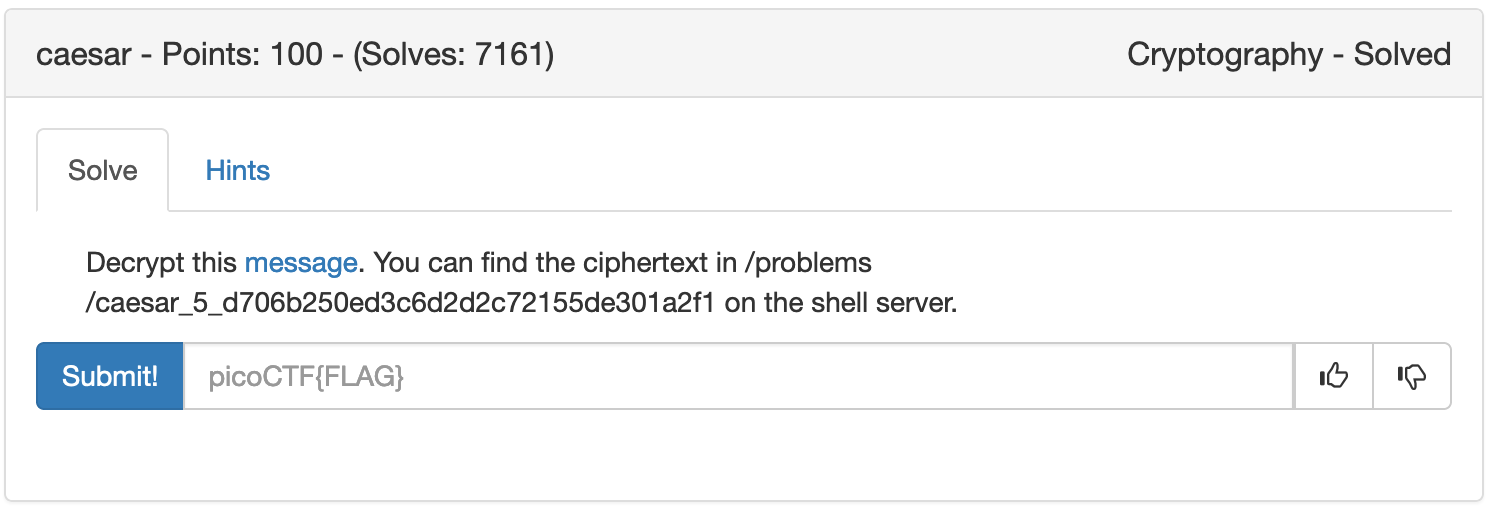 caesar - Points: 100 - (Solves: 7161)
Cryptography - Solved
Solve
Hints
Decrypt this message. You can find the ciphertext in /problems
/caesar_5_d706b250ed3c6d2d2c72155de301a2f1 on the shell server.
Submit!
picoCTF{FLAG}